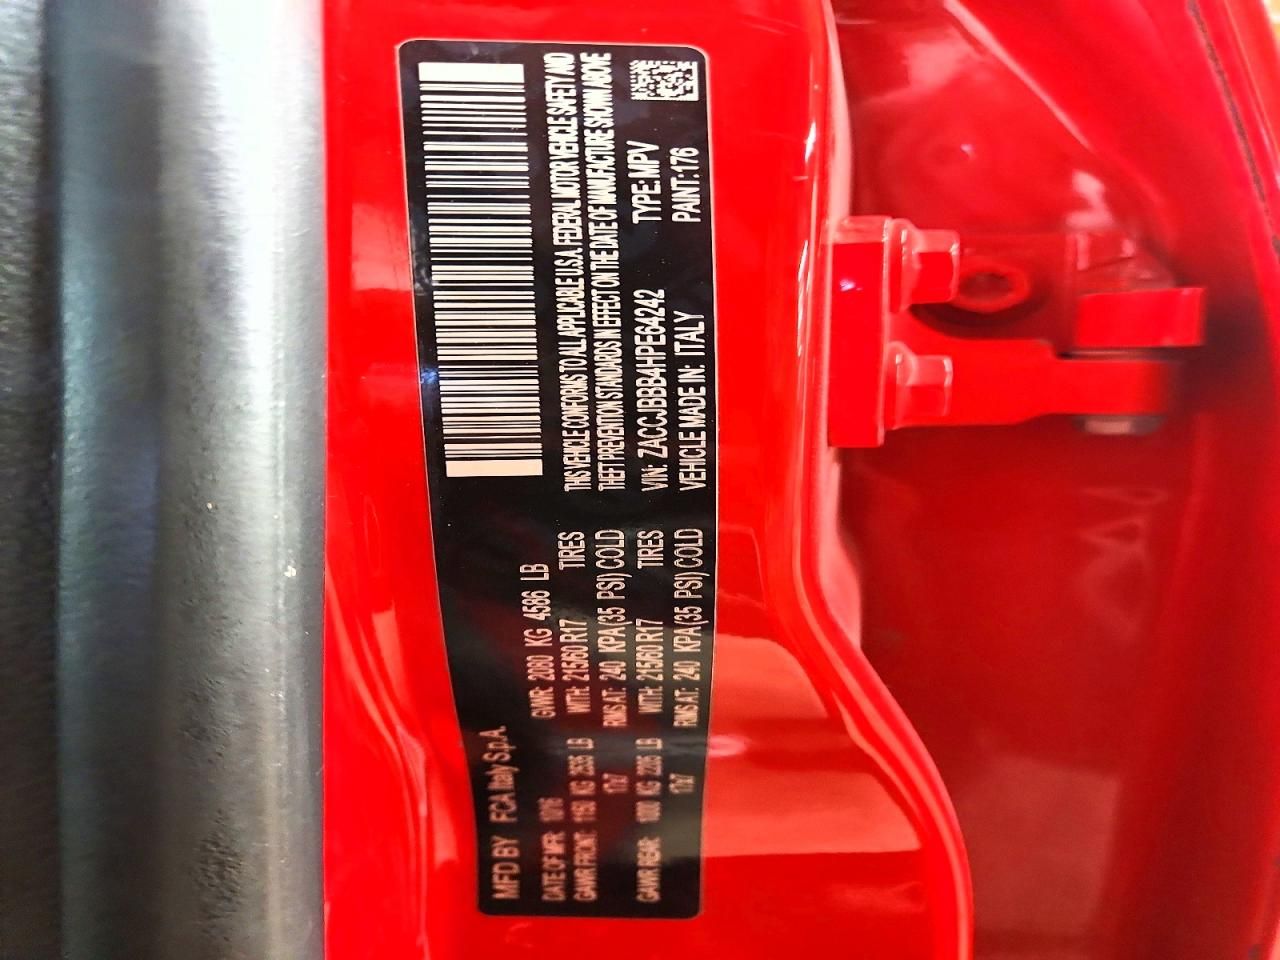 MFD BY FCA Italy S.p.A.
DATE OF MFR: 10/16 GVWR: 2080 KG 4586 LB
GAWR FRONT: 1150 KG 2535 LB WITH: 215/60 R17 TIRES
17x7 RIMS AT: 240 KPA (35 PSI) COLD
GAWR REAR: 1000 KG 2205 LB WITH: 215/60 R17 TIRES
17x7 RIMS AT: 240 KPA (35 PSI) COLD
THIS VEHICLE CONFORMS TO ALL APPLICABLE U.S.A. FEDERAL MOTOR VEHICLE SAFETY AND
THEFT PREVENTION STANDARDS IN EFFECT ON THE DATE OF MANUFACTURE SHOWN ABOVE
VIN: ZACCJBBB4HPE64242 TYPE: MPV
VEHICLE MADE IN: ITALY PAINT: 176